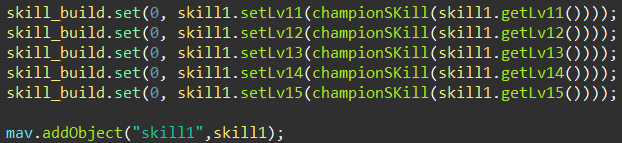 skill_build.set(0, skill1.setLv11(championSKill(skill1.getLv11())));
skill_build.set(0, skill1.setLv12(championSKill(skill1.getLv12())));
skill_build.set(0, skill1.setLv13(championSKill(skill1.getLv13())));
skill_build.set(0, skill1.setLv14(championSKill(skill1.getLv14())));
skill_build.set(0, skill1.setLv15(championSKill(skill1.getLv15())));
mav.addObject("skill1",skill1);